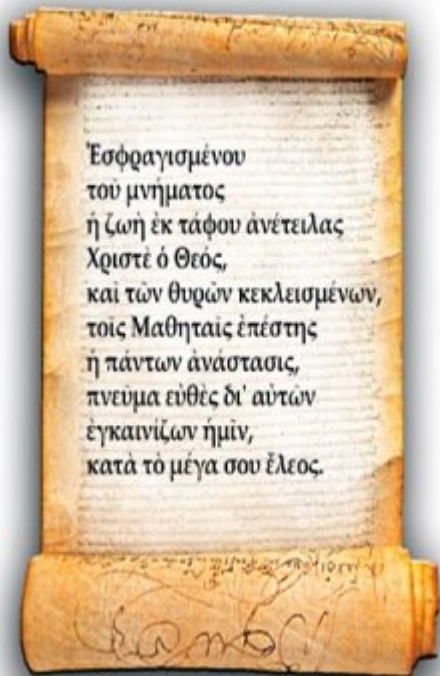 Ἐσφραγισμένου
τοῦ μνήματος
ἡ ζωὴ ἐκ τάφου ἀνέτειλας
Χριστὲ ὁ Θεός,
καὶ τῶν θυρῶν κεκλεισμένων,
τοῖς Μαθηταῖς ἐπέστης
ἡ πάντων ἀνάστασις,
πνεῦμα εὐθὲς δι' αὐτῶν
ἐγκαινίζων ἡμῖν,
κατὰ τὸ μέγα σου ἔλεος.